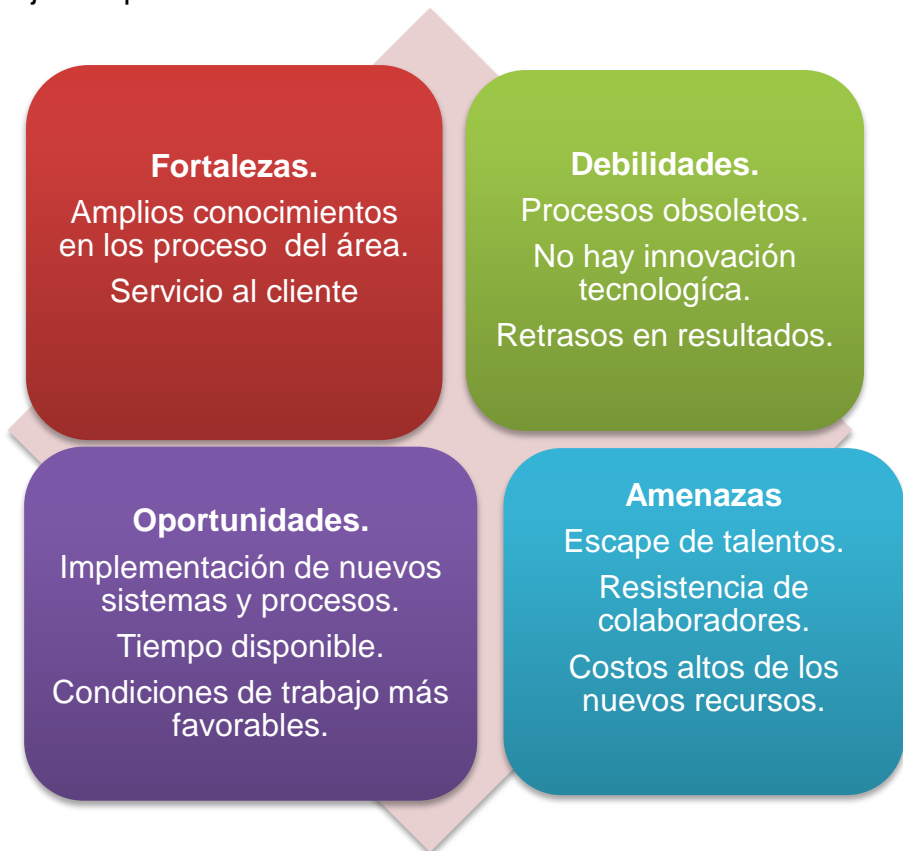 Fortalezas.
Amplios conocimientos
en los proceso  del área.
Servicio al cliente
Debilidades.
Procesos obsoletos.
No hay innovación
tecnologíca.
Retrasos en resultados.
Oportunidades.
Implementación de nuevos
sistemas y procesos.
Tiempo disponible.
Condiciones de trabajo más
favorables.
Amenazas
Escape de talentos.
Resistencia de
colaboradores.
Costos altos de los
nuevos recursos.